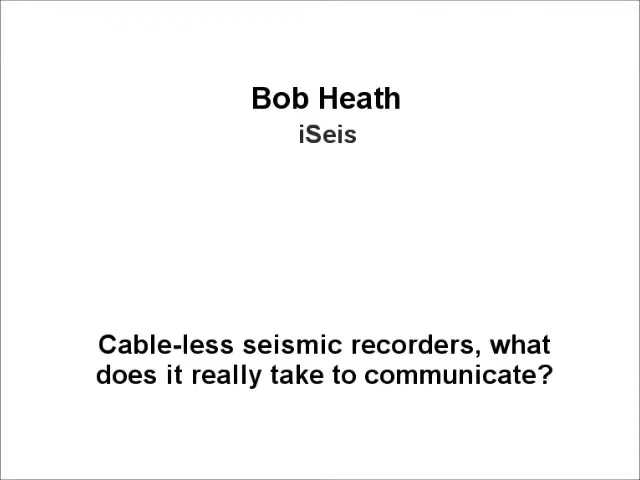 Bob Heath
iSeis
Cable-less seismic recorders, what
does it really take to communicate?